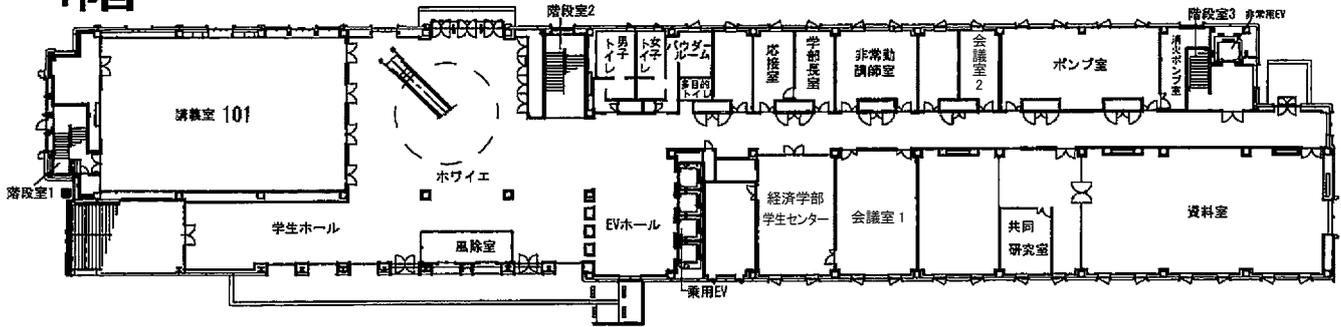 階段室2
階段室3
非常用EV
講義室 101
男子
トイレ
女子
トイレ
パウダー
ルーム
多目的
トイレ
応接室
学部長室
非常勤
講師室
会議室2
ポンプ室
消火ポンプ室
階段室1
ホワイエ
学生ホール
風除室
EVホール
乗用EV
経済学部
学生センター
会議室1
共同
研究室
資料室